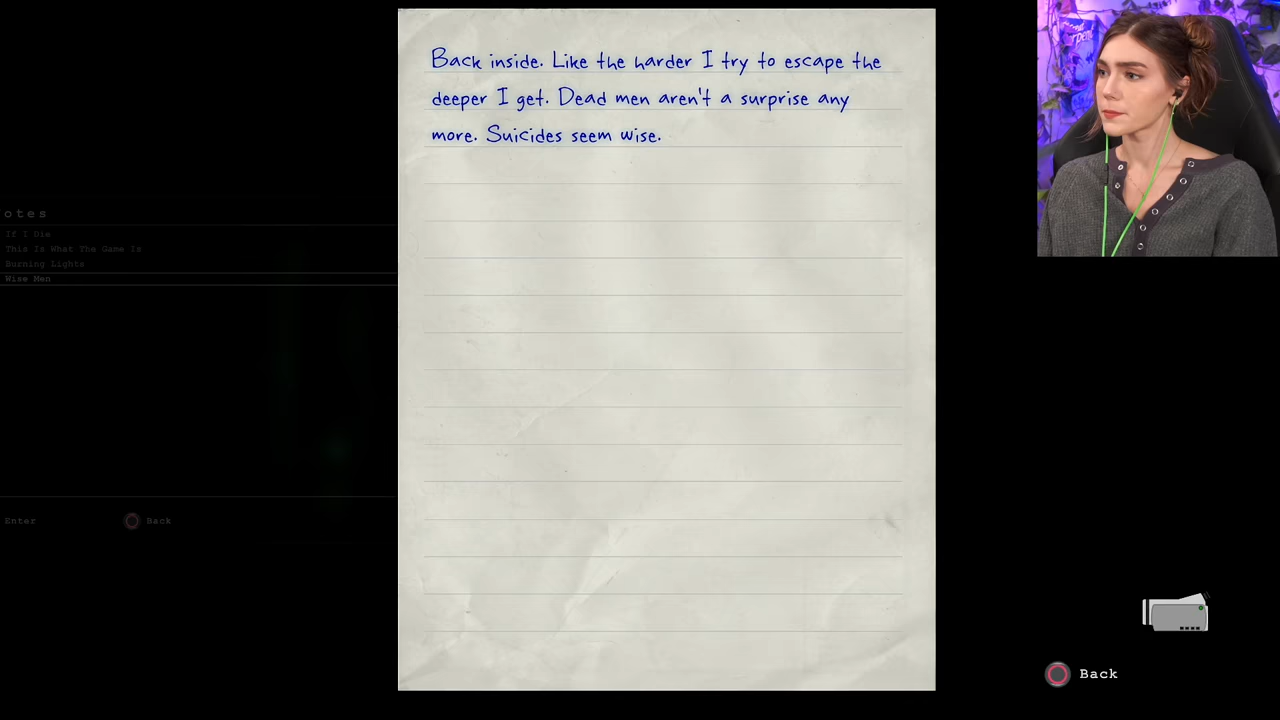 Back inside. Like the harder I try to escape the
deeper I get. Dead men aren't a surprise any
more. Suicides seem wise.
otes
If I Die
This Is What The Game Is
Burning Lights
Wise Men
Enter
Back
Back